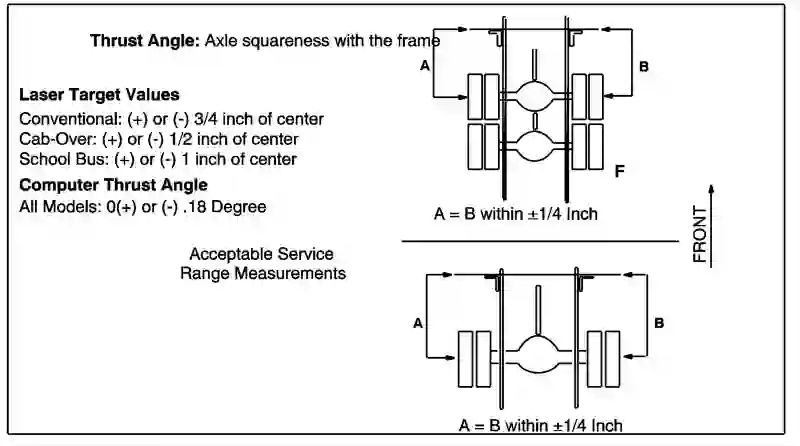 Thrust Angle: Axle squareness with the frame
A
B
Laser Target Values
Conventional: (+) or (-) 3/4 inch of center
Cab-Over: (+) or (-) 1/2 inch of center
School Bus: (+) or (-) 1 inch of center
F
Computer Thrust Angle
All Models: 0(+) or (-) .18 Degree
A = B within ±1/4 Inch
FRONT
Acceptable Service
Range Measurements
A
B
A = B within ±1/4 Inch